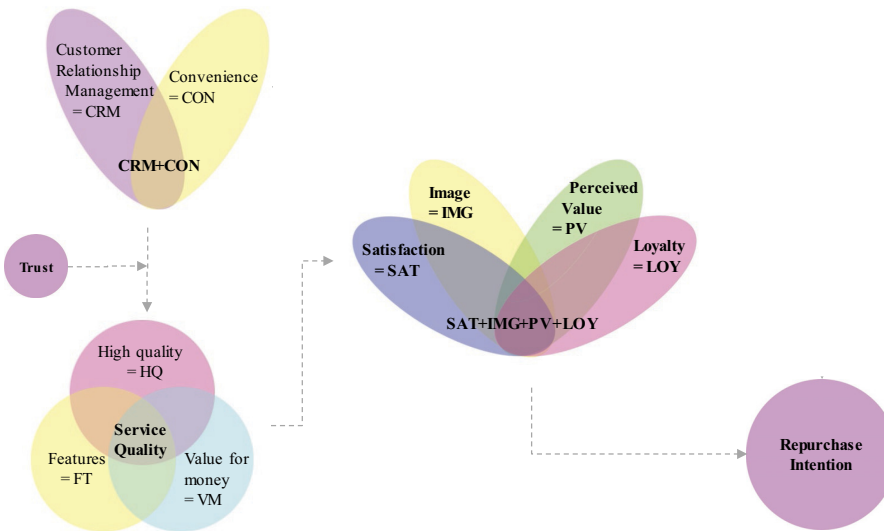 Customer
Relationship
Management
= CRM
Convenience
= CON
CRM+CON
Trust
High quality
= HQ
Service
Quality
Features
= FT
Value for
money
= VM
Image
= IMG
Perceived
Value
= PV
Satisfaction
= SAT
Loyalty
= LOY
SAT+IMG+PV+LOY
Repurchase
Intention